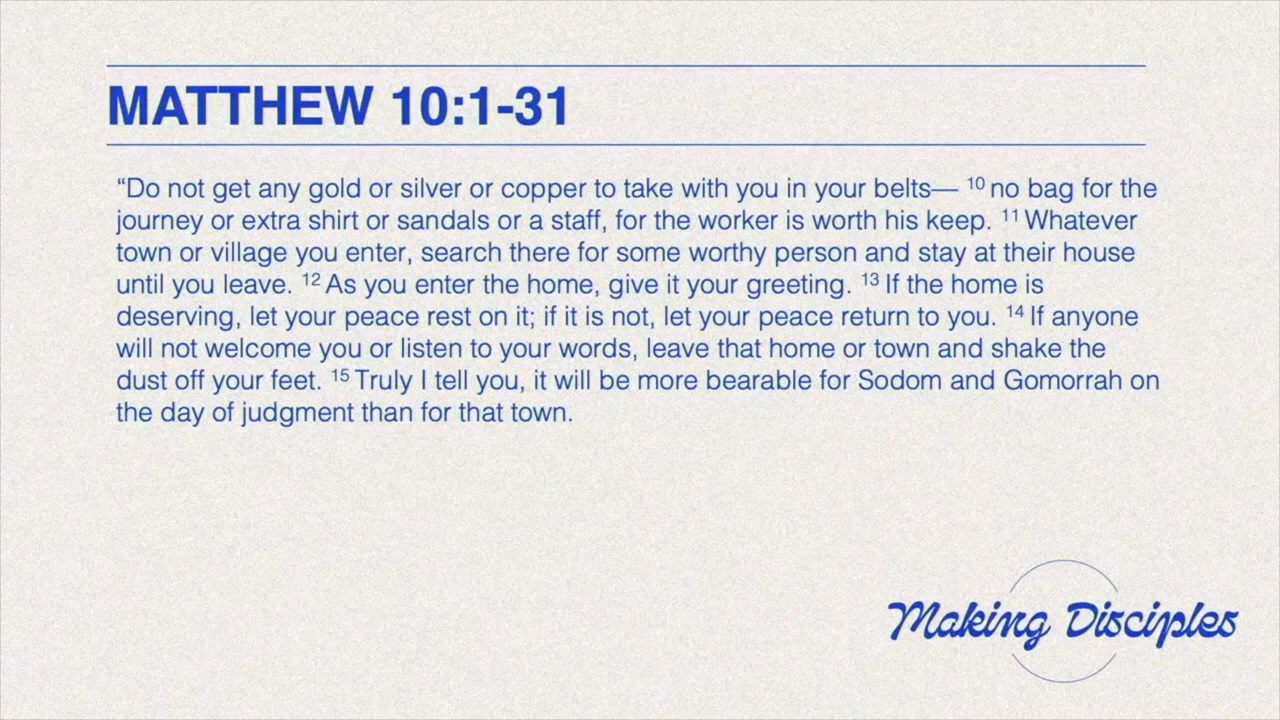 MATTHEW 10:1-31
“Do not get any gold or silver or copper to take with you in your belts— 10 no bag for the
journey or extra shirt or sandals or a staff, for the worker is worth his keep. 11 Whatever
town or village you enter, search there for some worthy person and stay at their house
until you leave. 12 As you enter the home, give it your greeting. 13 If the home is
deserving, let your peace rest on it; if it is not, let your peace return to you. 14 If anyone
will not welcome you or listen to your words, leave that home or town and shake the
dust off your feet. 15 Truly I tell you, it will be more bearable for Sodom and Gomorrah on
the day of judgment than for that town.
Making Disciples